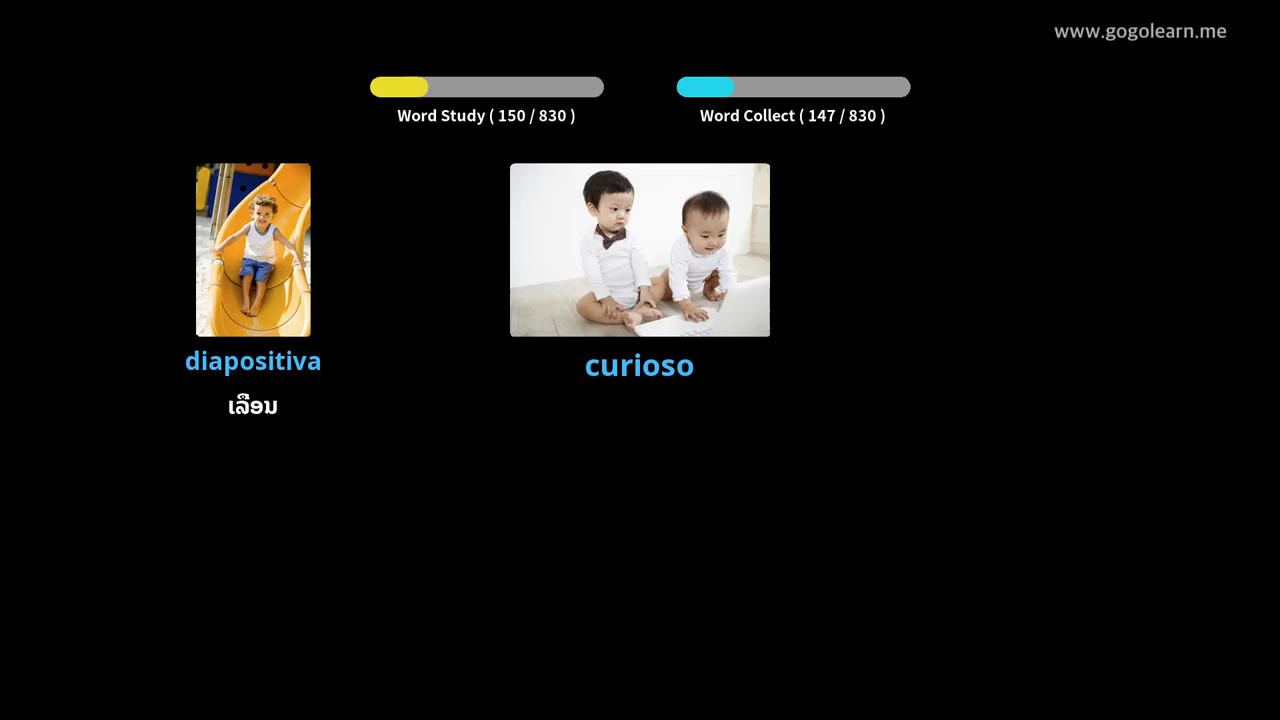 www.gogolearn.me
Word Study ( 150 / 830 )
Word Collect ( 147 / 830 )
diapositiva
ເລືອນ
curioso